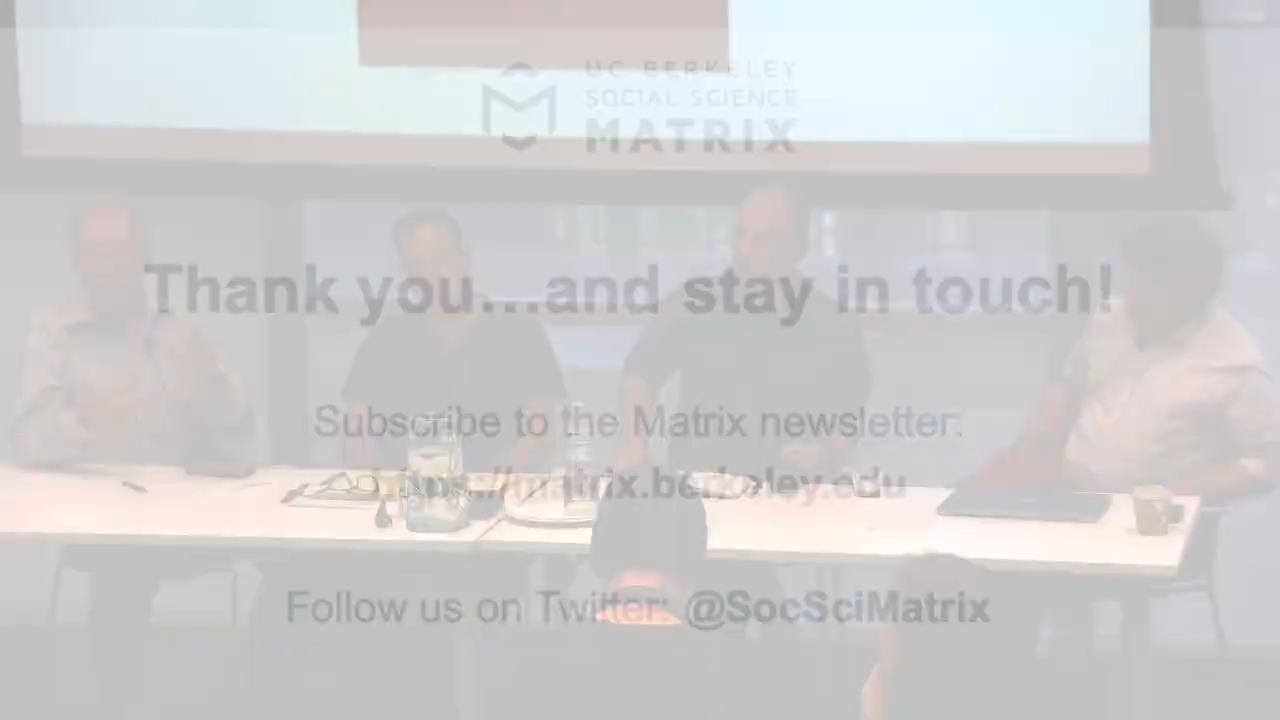 UC BERKELEY
SOCIAL SCIENCE
MATRIX
Thank you...and stay in touch!
Subscribe to the Matrix newsletter:
https://matrix.berkeley.edu
Follow us on Twitter: @SocSciMatrix